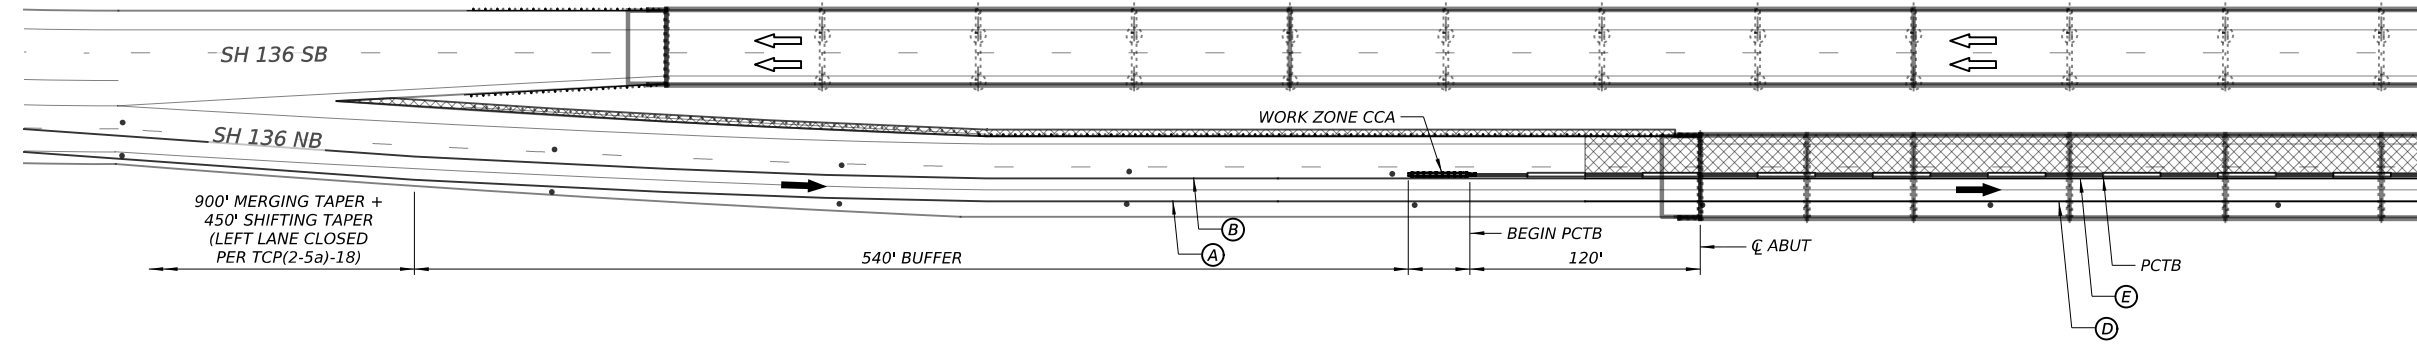 SH 136 SB
WORK ZONE CCA
SH 136 NB
900' MERGING TAPER +
450' SHIFTING TAPER
(LEFT LANE CLOSED
PER TCP(2-5a)-18)
540' BUFFER
B
A
BEGIN PCTB
120'
℄ ABUT
PCTB
E
D